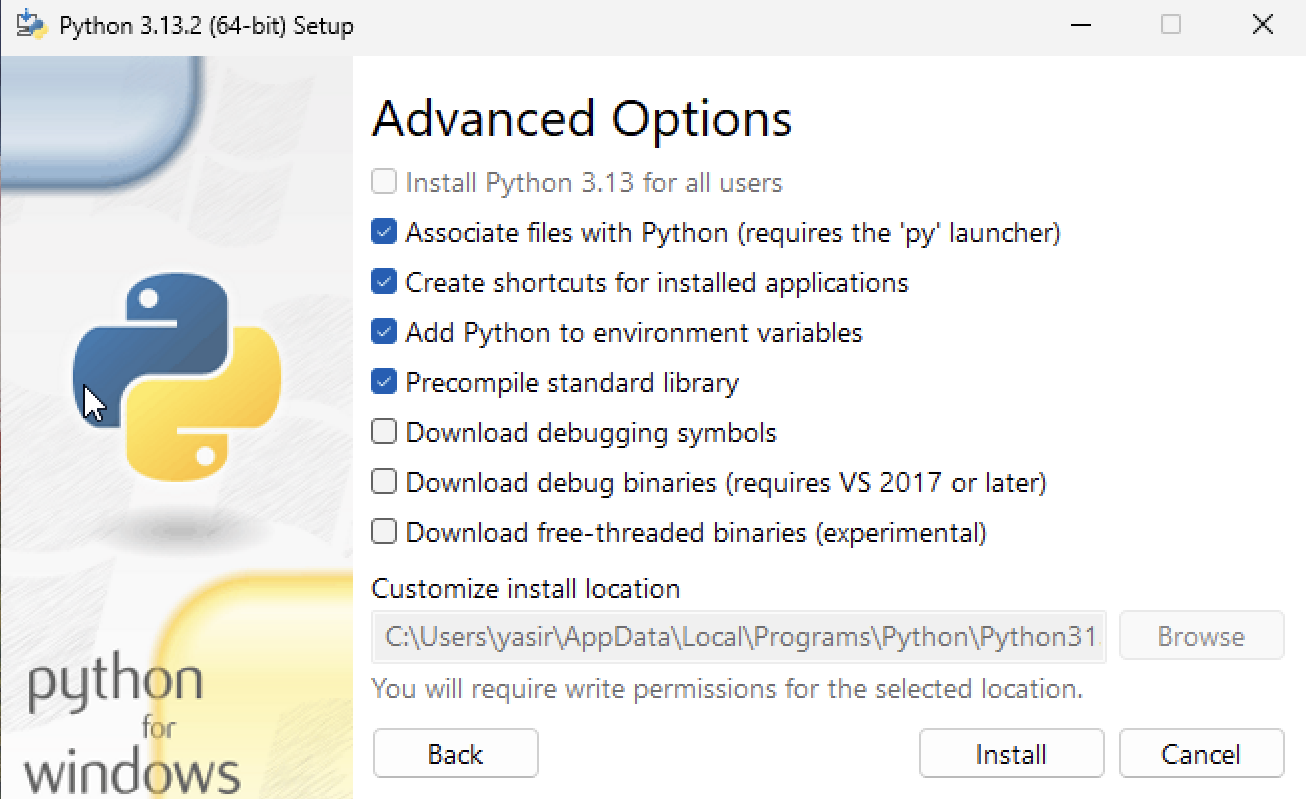 Python 3.13.2 (64-bit) Setup
Advanced Options
Install Python 3.13 for all users
Associate files with Python (requires the 'py' launcher)
Create shortcuts for installed applications
Add Python to environment variables
Precompile standard library
Download debugging symbols
Download debug binaries (requires VS 2017 or later)
Download free-threaded binaries (experimental)
Customize install location
C:\Users\yasir\AppData\Local\Programs\Python\Python31 Browse
You will require write permissions for the selected location.
Back Install Cancel
python
for
windows